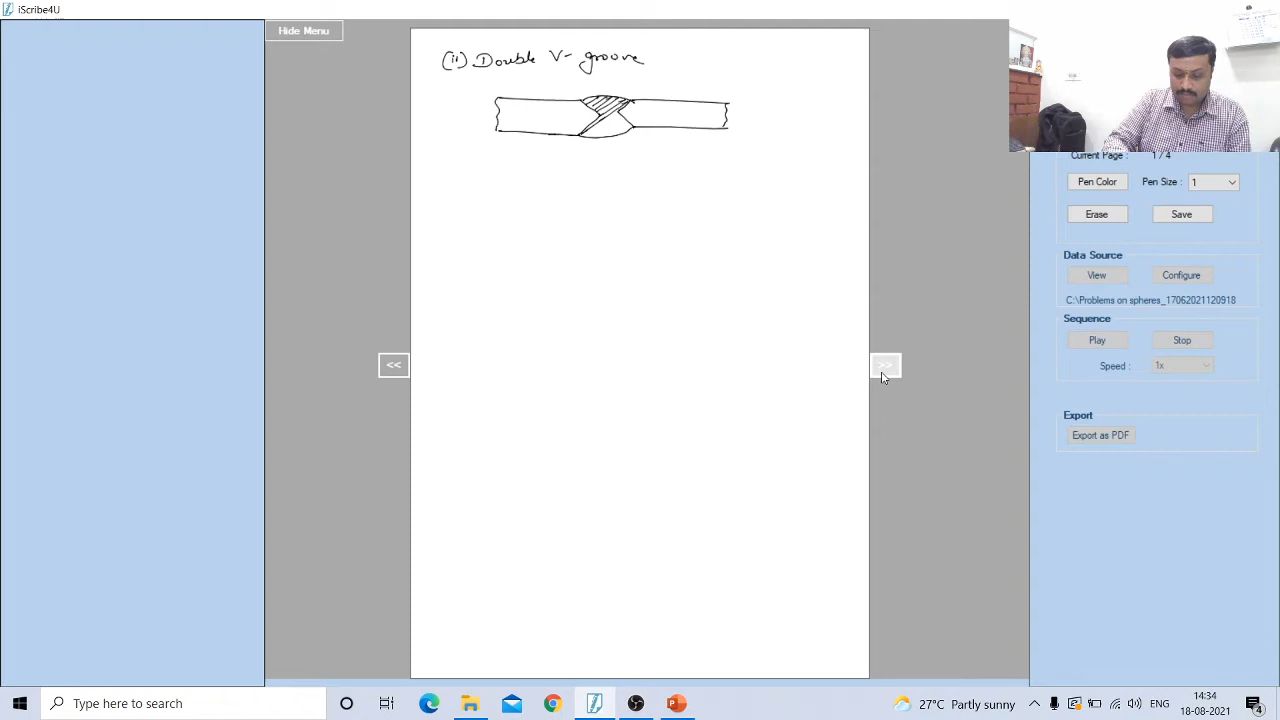 iScribe4U
Hide Menu
(ii) Double V-groove
Current Page : 1 / 4
Pen Color Pen Size : 1
Erase Save
Data Source
View Configure
C:\Problems on spheres_17062021120918
Sequence
Play Stop
Speed : 1x
<< >>
Export
Export as PDF
Type here to search
27°C Partly sunny
ENG
14:34
18-08-2021
4